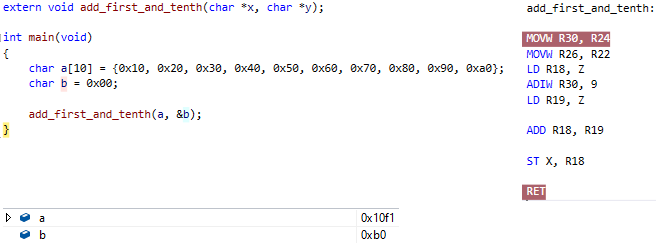 extern void add_first_and_tenth(char *x, char *y);
int main(void)
{
char a[10] = {0x10, 0x20, 0x30, 0x40, 0x50, 0x60, 0x70, 0x80, 0x90, 0xa0};
char b = 0x00;
add_first_and_tenth(a, &b);
}
a 0x10f1
b 0xb0
add_first_and_tenth:
MOVW R30, R24
MOVW R26, R22
LD R18, Z
ADIW R30, 9
LD R19, Z
ADD R18, R19
ST X, R18
RET